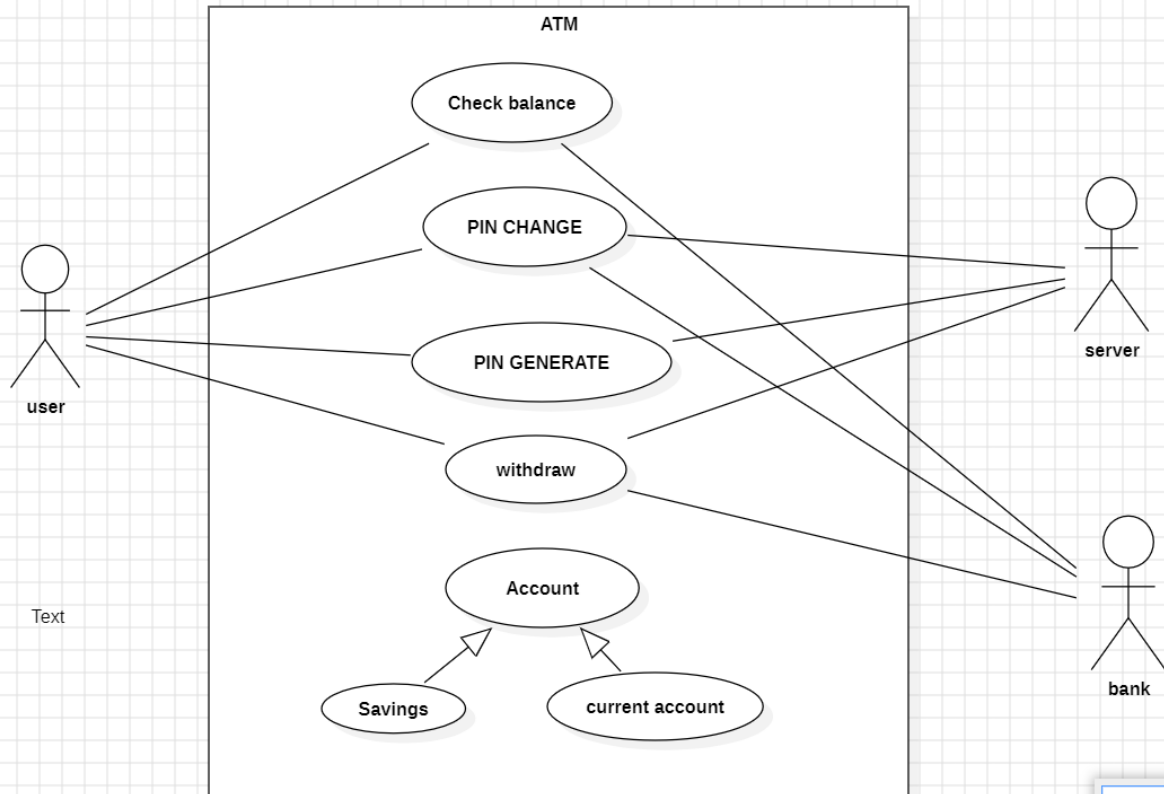 ATM
Check balance
PIN CHANGE
PIN GENERATE
withdraw
Account
Savings
current account
user
Text
server
bank